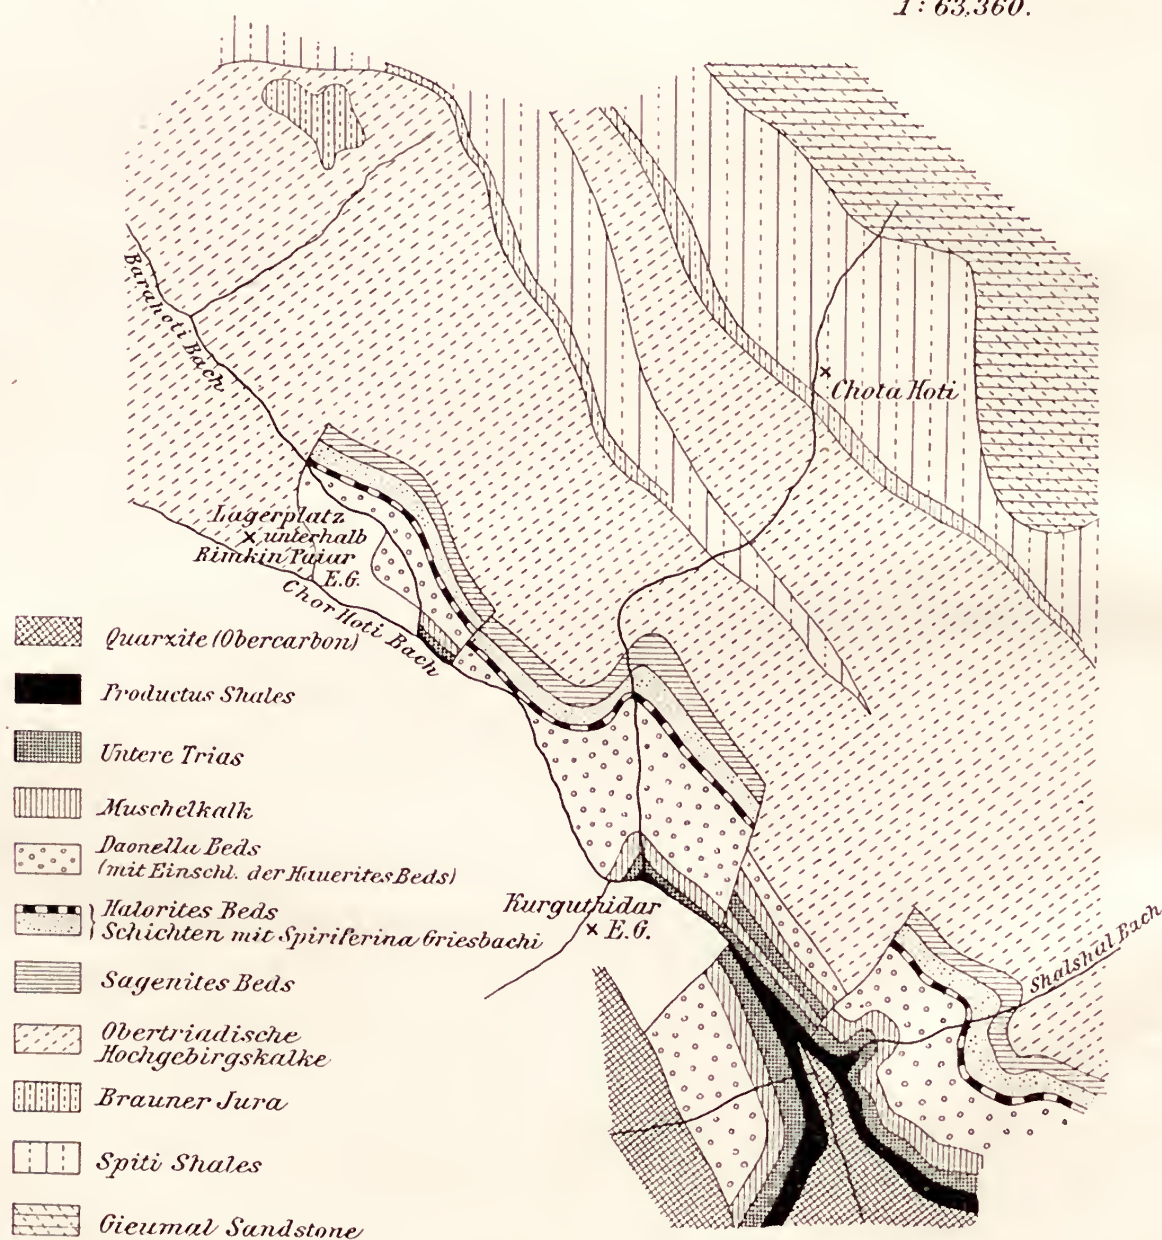 1 : 63,360.
Barahoti Bach
Chota Hoti
Lagerplatz
× unterhalb
Rimkin Paiar
E.G.
Chor Hoti Bach
Kurguthidar
× E.G.
Shalshal Bach
Quarzite (Obercarbon)
Productus Shales
Untere Trias
Muschelkalk
Daonella Beds
(mit Einschl. der Hauerites Beds)
Halorites Beds
Schichten mit Spiriferina Griesbachi
Sagenites Beds
Obertriadische
Hochgebirgskalke
Brauner Jura
Spiti Shales
Gieumal Sandstone